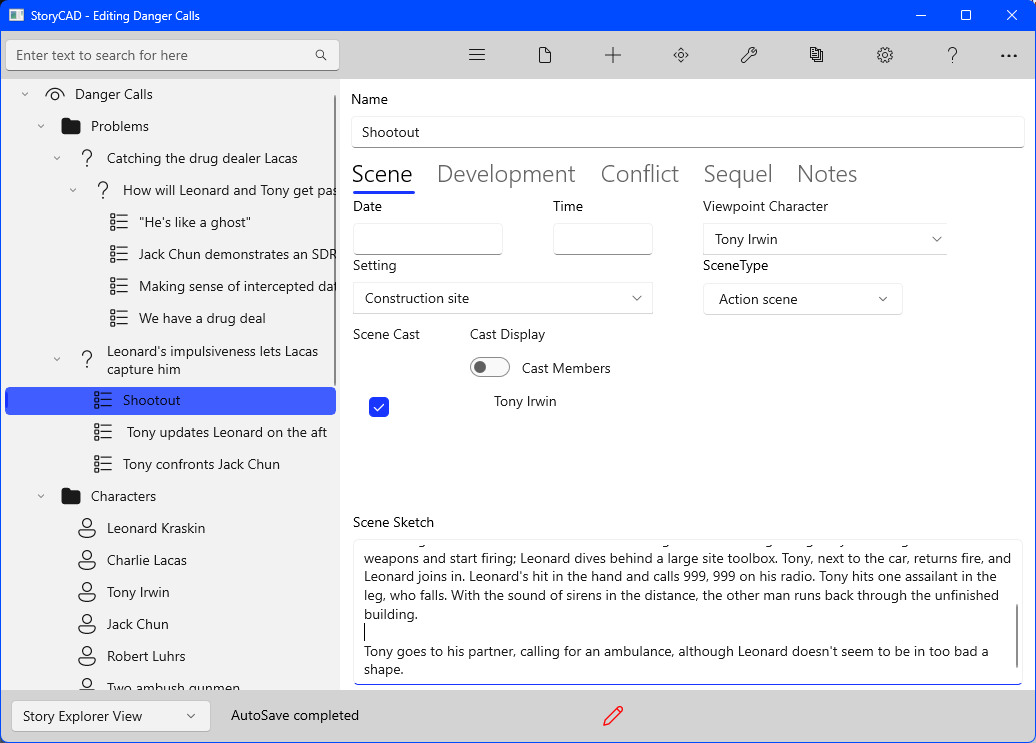 StoryCAD - Editing Danger Calls
Enter text to search for here
Danger Calls
Problems
Catching the drug dealer Lacas
How will Leonard and Tony get pas
"He's like a ghost"
Jack Chun demonstrates an SDR
Making sense of intercepted dat
We have a drug deal
Leonard's impulsiveness lets Lacas
capture him
Shootout
Tony updates Leonard on the aft
Tony confronts Jack Chun
Characters
Leonard Kraskin
Charlie Lacas
Tony Irwin
Jack Chun
Robert Luhrs
Two ambush gunmen
Name
Shootout
Scene Development Conflict Sequel Notes
Date Time Viewpoint Character
Tony Irwin
Setting SceneType
Construction site Action scene
Scene Cast Cast Display
Cast Members
Tony Irwin
Scene Sketch
weapons and start firing; Leonard dives behind a large site toolbox. Tony, next to the car, returns fire, and
Leonard joins in. Leonard's hit in the hand and calls 999, 999 on his radio. Tony hits one assailant in the
leg, who falls. With the sound of sirens in the distance, the other man runs back through the unfinished
building.
Tony goes to his partner, calling for an ambulance, although Leonard doesn't seem to be in too bad a
shape.
Story Explorer View AutoSave completed